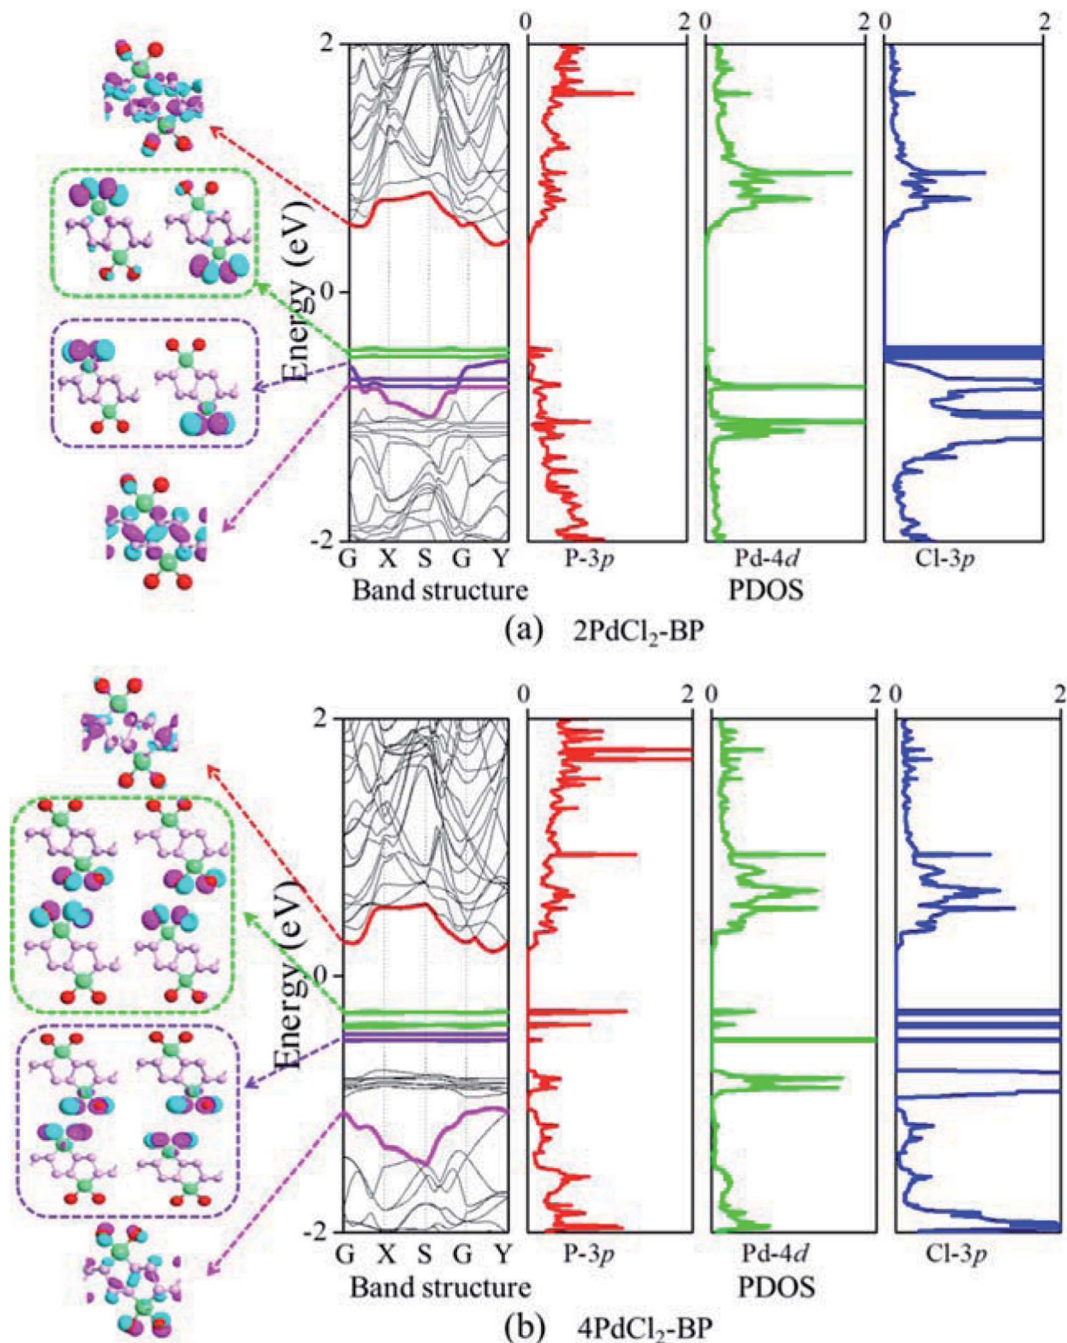 0 2 0 2 0 2
2
0
-2
Energy (eV)
G X S G Y
P-3p Pd-4d Cl-3p
Band structure PDOS
(a) 2PdCl₂-BP
0 2 0 2 0 2
2
0
-2
Energy (eV)
G X S G Y
P-3p Pd-4d Cl-3p
Band structure PDOS
(b) 4PdCl₂-BP